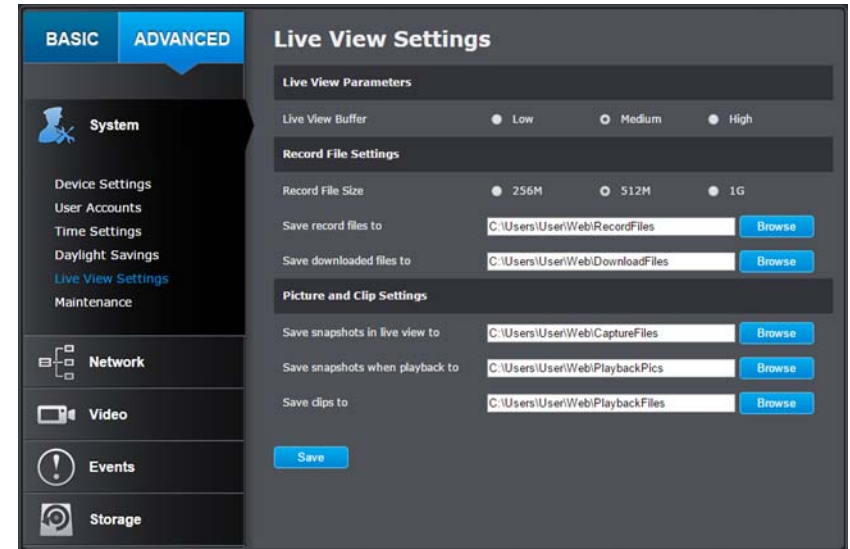 BASIC ADVANCED
System
Device Settings
User Accounts
Time Settings
Daylight Savings
Live View Settings
Maintenance
Network
Video
Events
Storage
Live View Settings
Live View Parameters
Live View Buffer Low Medium High
Record File Settings
Record File Size 256M 512M 1G
Save record files to C:\Users\User\Web\RecordFiles Browse
Save downloaded files to C:\Users\User\Web\DownloadFiles Browse
Picture and Clip Settings
Save snapshots in live view to C:\Users\User\Web\CaptureFiles Browse
Save snapshots when playback to C:\Users\User\Web\PlaybackPics Browse
Save clips to C:\Users\User\Web\PlaybackFiles Browse
Save